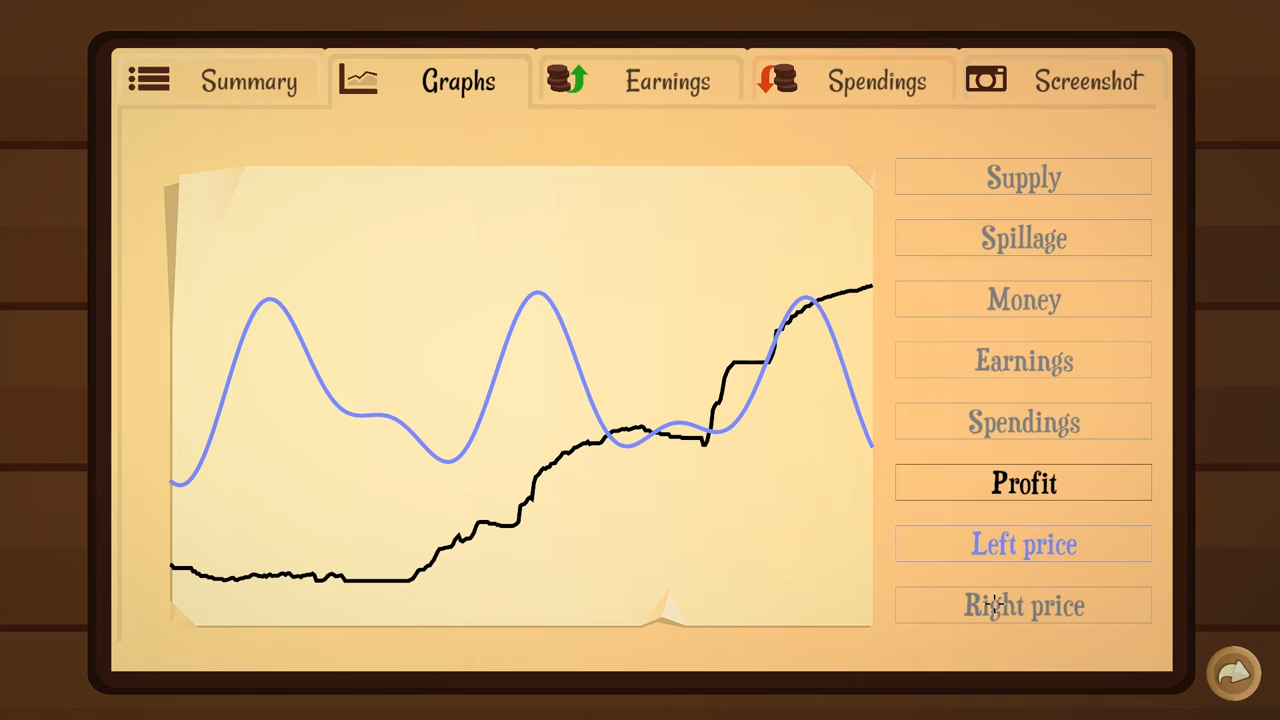 Summary
Graphs
Earnings
Spendings
Screenshot
Supply
Spillage
Money
Earnings
Spendings
Profit
Left price
Right price